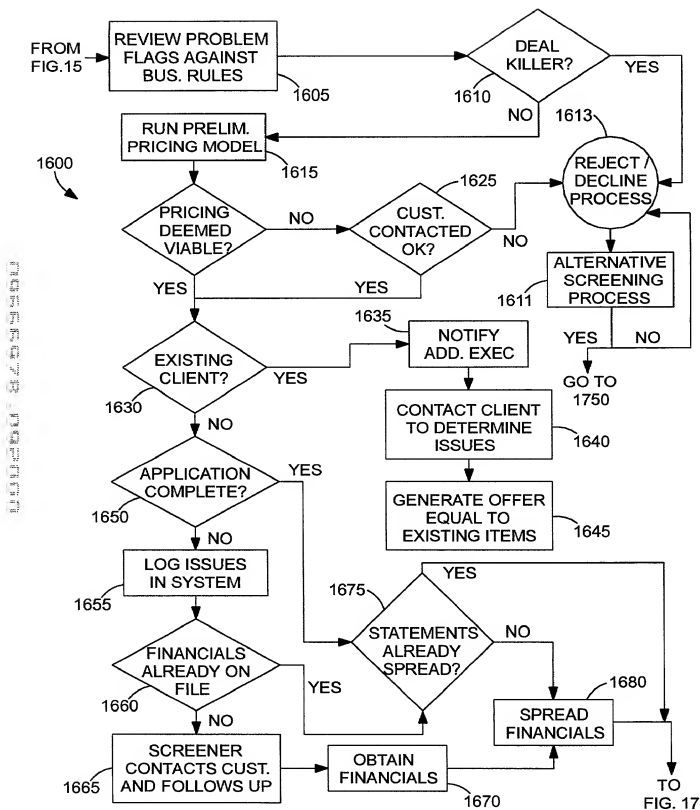 FROM
FIG.15
REVIEW PROBLEM
FLAGS AGAINST
BUS. RULES
1605
DEAL
KILLER?
1610
YES
NO
1613
REJECT /
DECLINE
PROCESS
RUN PRELIM.
PRICING MODEL
1615
1600
PRICING
DEEMED
VIABLE?
NO
YES
1625
CUST.
CONTACTED
OK?
NO
YES
ALTERNATIVE
SCREENING
PROCESS
1611
YES
NO
GO TO
1750
EXISTING
CLIENT?
1630
YES
NO
1635
NOTIFY
ADD. EXEC
CONTACT CLIENT
TO DETERMINE
ISSUES
1640
GENERATE OFFER
EQUAL TO
EXISTING ITEMS
1645
APPLICATION
COMPLETE?
1650
YES
NO
LOG ISSUES
IN SYSTEM
1655
FINANCIALS
ALREADY ON
FILE
1660
YES
NO
1675
STATEMENTS
ALREADY
SPREAD?
YES
NO
1680
SPREAD
FINANCIALS
SCREENER
CONTACTS CUST.
AND FOLLOWS UP
1665
OBTAIN
FINANCIALS
1670
TO
FIG. 17